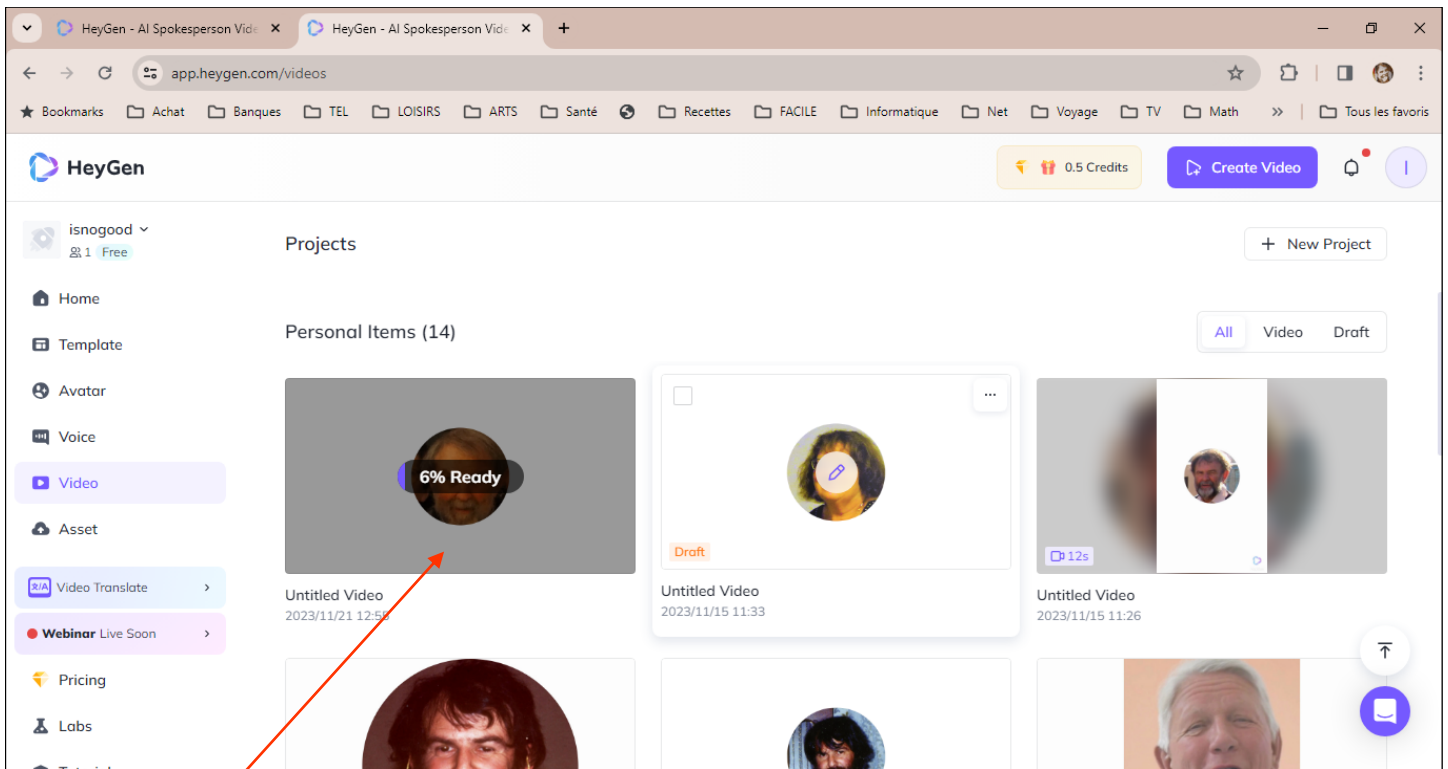 HeyGen - AI Spokesperson Vide
HeyGen - AI Spokesperson Vide
app.heygen.com/videos
Bookmarks Achat Banques TEL LOISIRS ARTS Santé Recettes FACILE Informatique Net Voyage TV Math Tous les favoris
HeyGen
0.5 Credits
Create Video
I
isnogood
1 Free
Projects
+ New Project
Home
Template
Avatar
Voice
Video
Asset
Video Translate
Webinar Live Soon
Pricing
Labs
Personal Items (14)
All Video Draft
6% Ready
Untitled Video
2023/11/21 12:55
Draft
Untitled Video
2023/11/15 11:33
12s
Untitled Video
2023/11/15 11:26